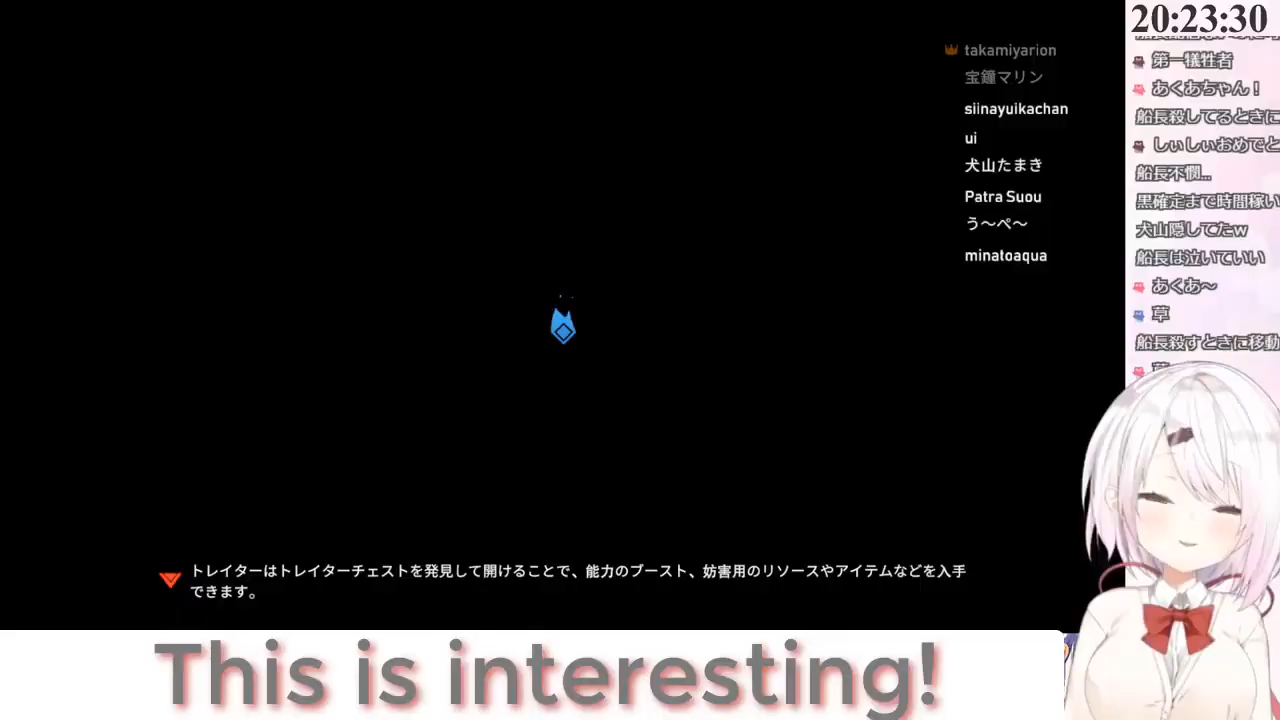 20:23:30
takamiyarion
宝鐘マリン
siinayuikachan
ui
犬山たまき
Patra Suou
う～ぺ～
minatoaqua
第一犠牲者
あくあちゃん！
船長殺してるときに
しぃしぃおめでと
船長不憫...
黒確定まで時間稼い
犬山隠してたw
船長は泣いていい
あくあ～
草
船長殺すときに移動
トレイターはトレイターチェストを発見して開けることで、能力のブースト、妨害用のリソースやアイテムなどを入手
できます。
This is interesting!